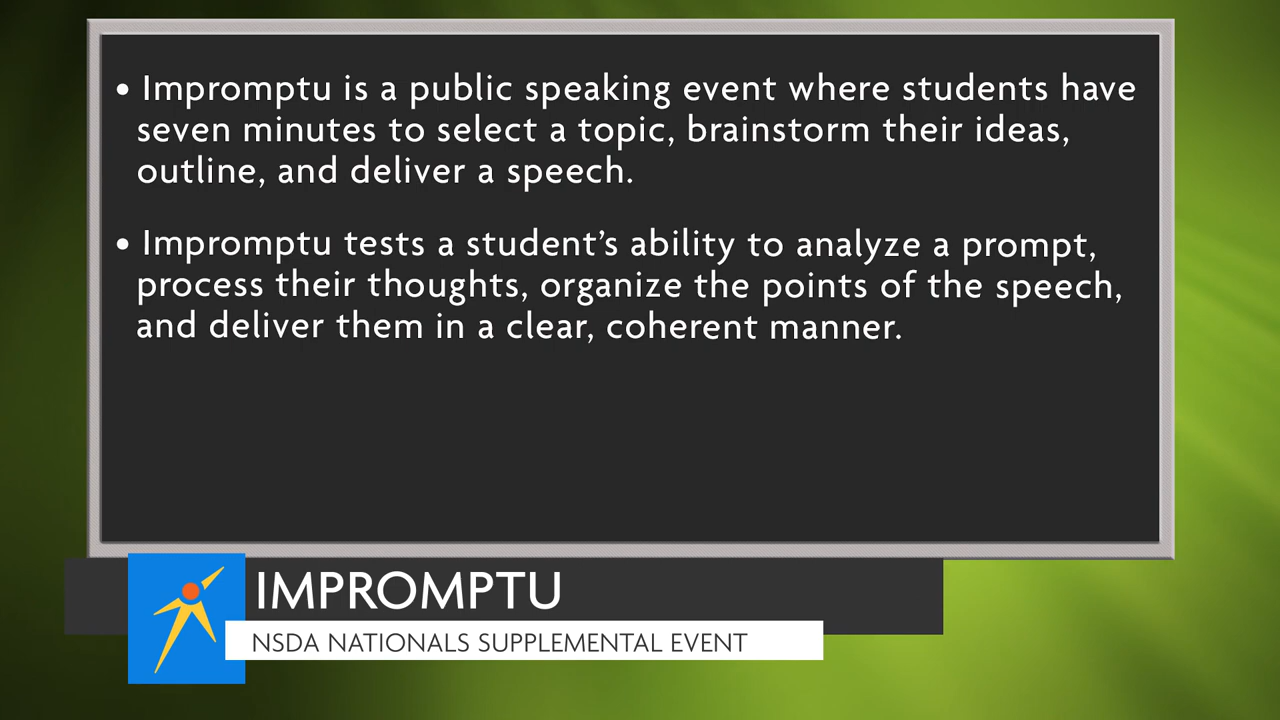 • Impromptu is a public speaking event where students have
seven minutes to select a topic, brainstorm their ideas,
outline, and deliver a speech.
• Impromptu tests a student’s ability to analyze a prompt,
process their thoughts, organize the points of the speech,
and deliver them in a clear, coherent manner.
IMPROMPTU
NSDA NATIONALS SUPPLEMENTAL EVENT